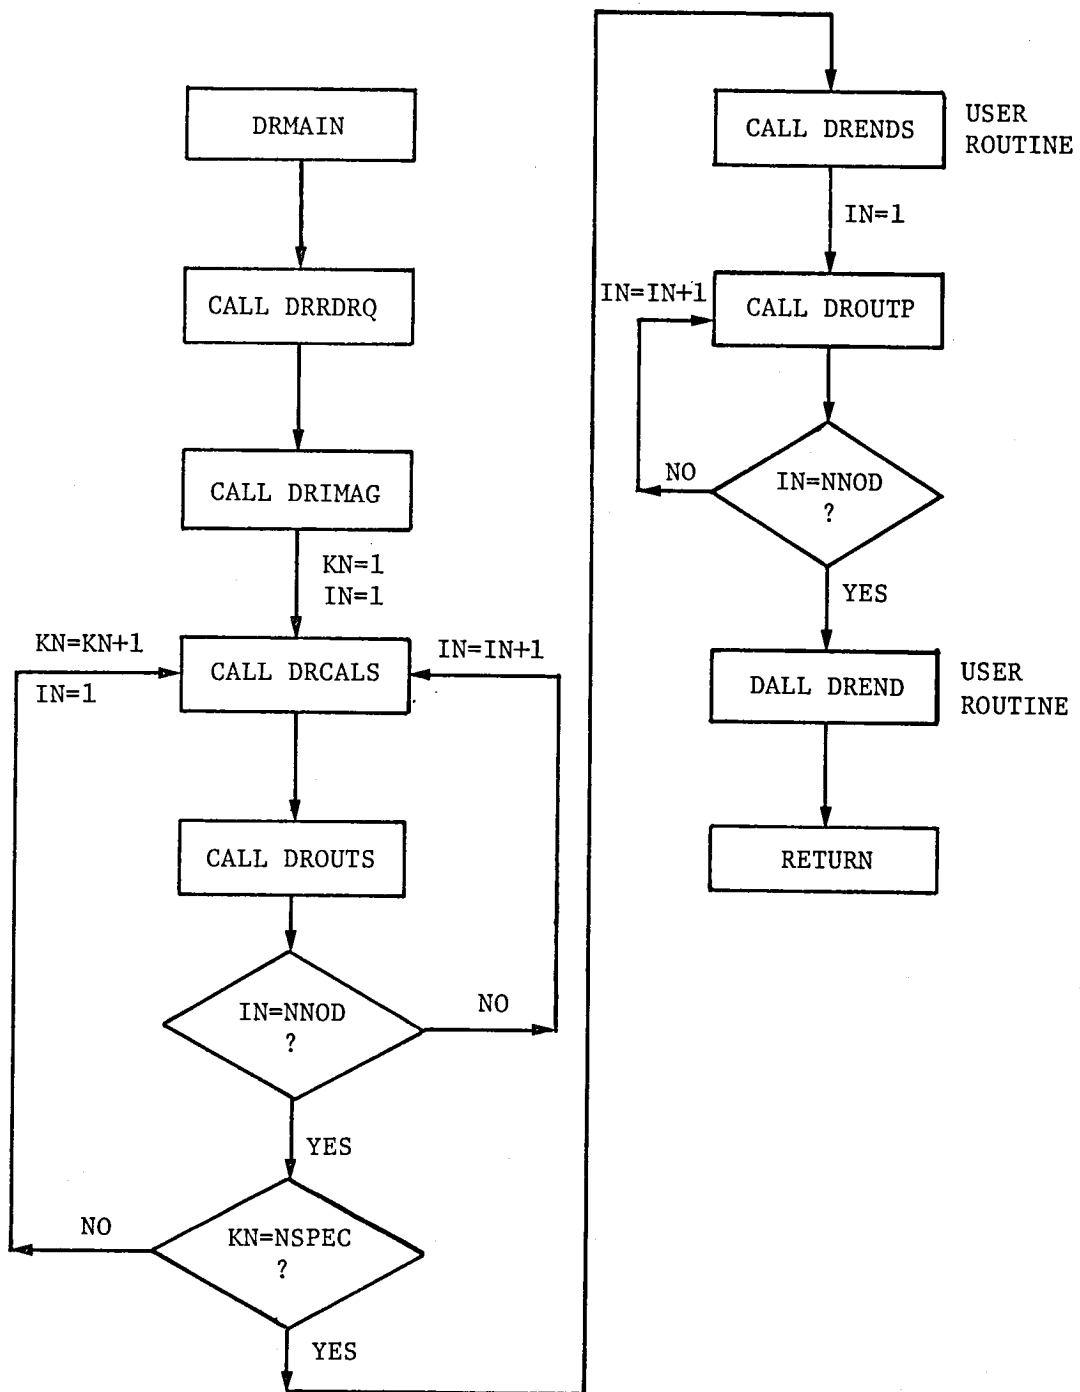 DRMAIN
CALL DRRDRQ
CALL DRIMAG
KN=1
IN=1
KN=KN+1
IN=1
CALL DRCALS
IN=IN+1
CALL DROUTS
IN=NNOD
?
NO
YES
KN=NSPEC
?
NO
YES
CALL DRENDS
USER
ROUTINE
IN=1
IN=IN+1
CALL DROUTP
IN=NNOD
?
NO
YES
DALL DREND
USER
ROUTINE
RETURN